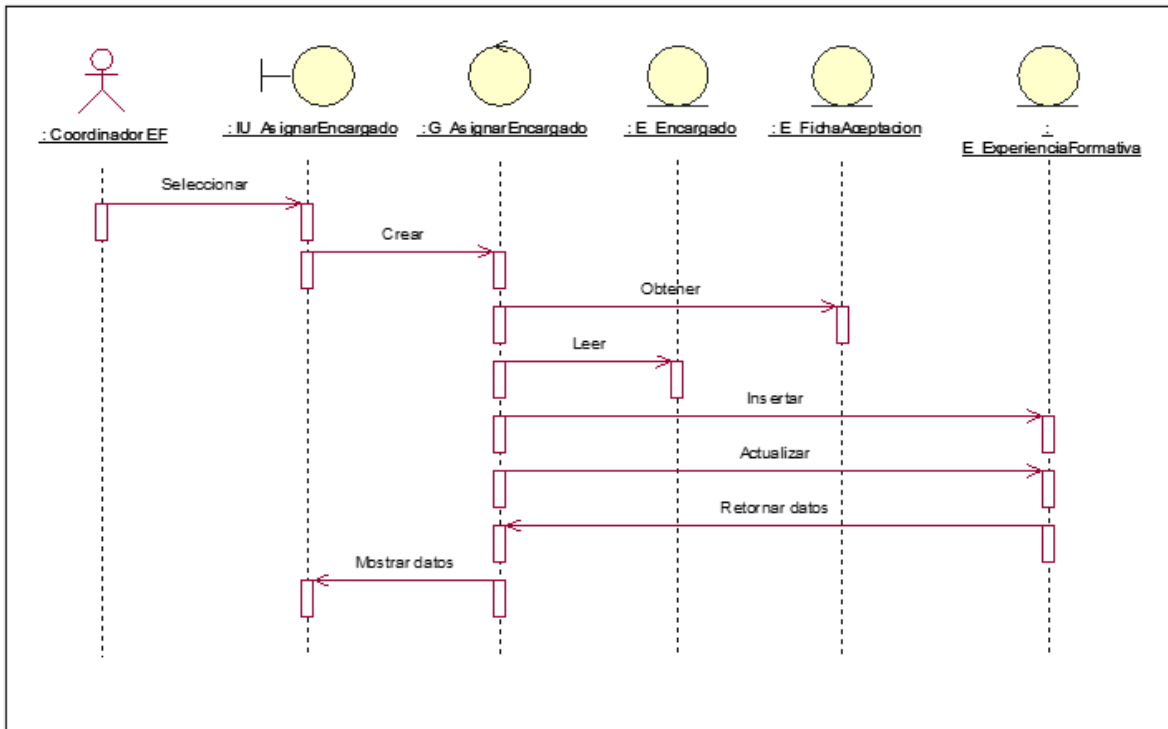 : Coordinador EF
: IU_AsignarEncargado
: G_AsignarEncargado
: E_Encargado
: E_FichaAceptacion
:
E_ExperienciaFormativa
Seleccionar
Crear
Obtener
Leer
Insertar
Actualizar
Retornar datos
Mostrar datos